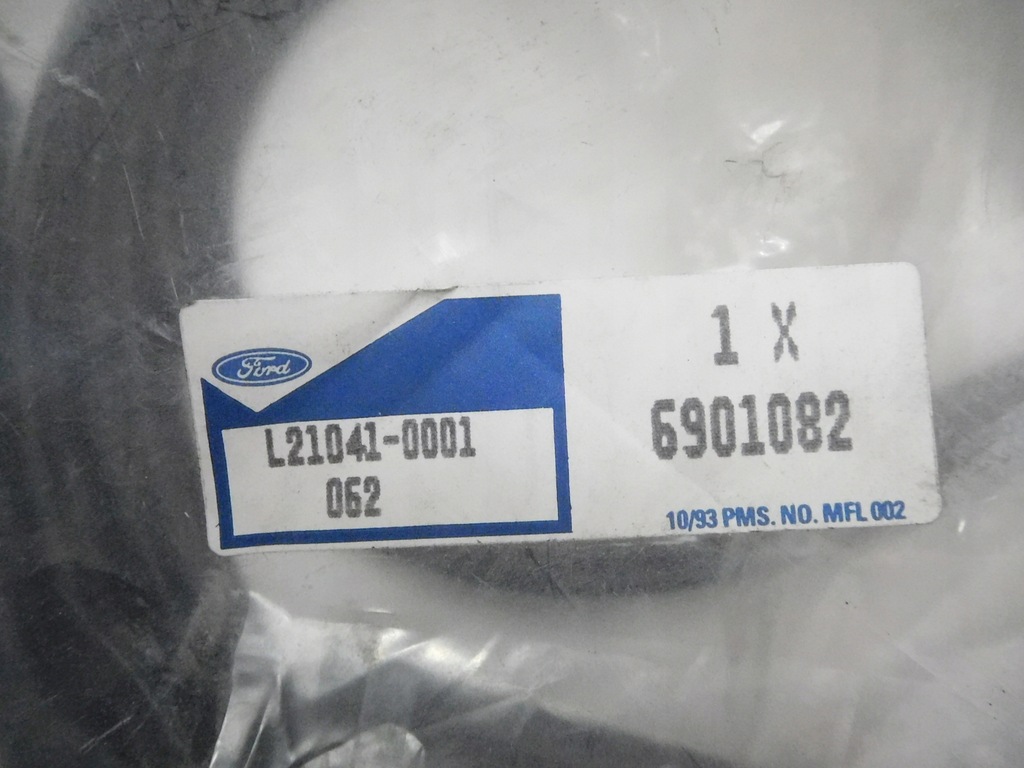 Ford
L21041-0001
062
1 X
6901082
10/93 PMS. NO. MFL 002